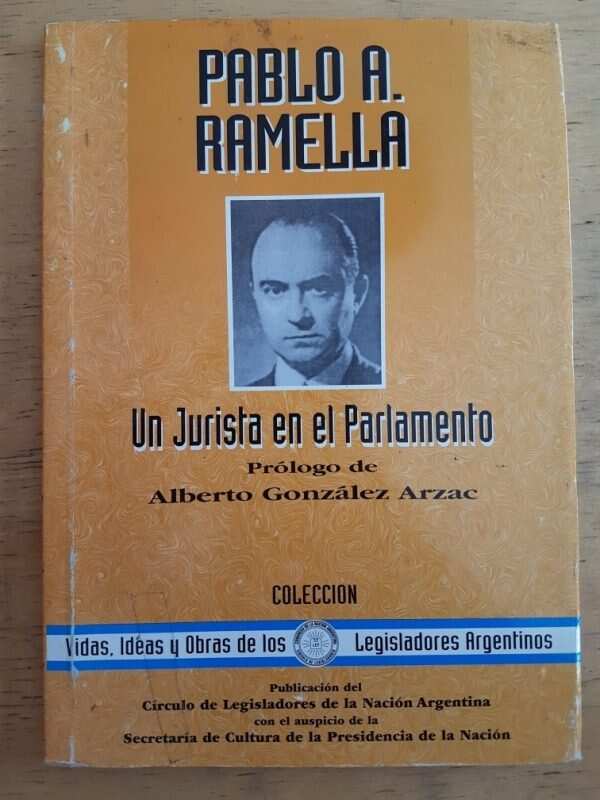 PABLO A.
RAMELLA
Un Jurista en el Parlamento
Prólogo de
Alberto González Arzac
COLECCION
Vidas, Ideas y Obras de los Legisladores Argentinos
Publicación del
Círculo de Legisladores de la Nación Argentina
con el auspicio de la
Secretaría de Cultura de la Presidencia de la Nación